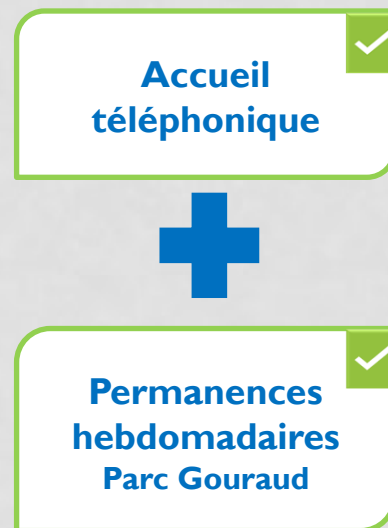 Accueil
téléphonique
Permanences
hebdomadaires
Parc Gouraud